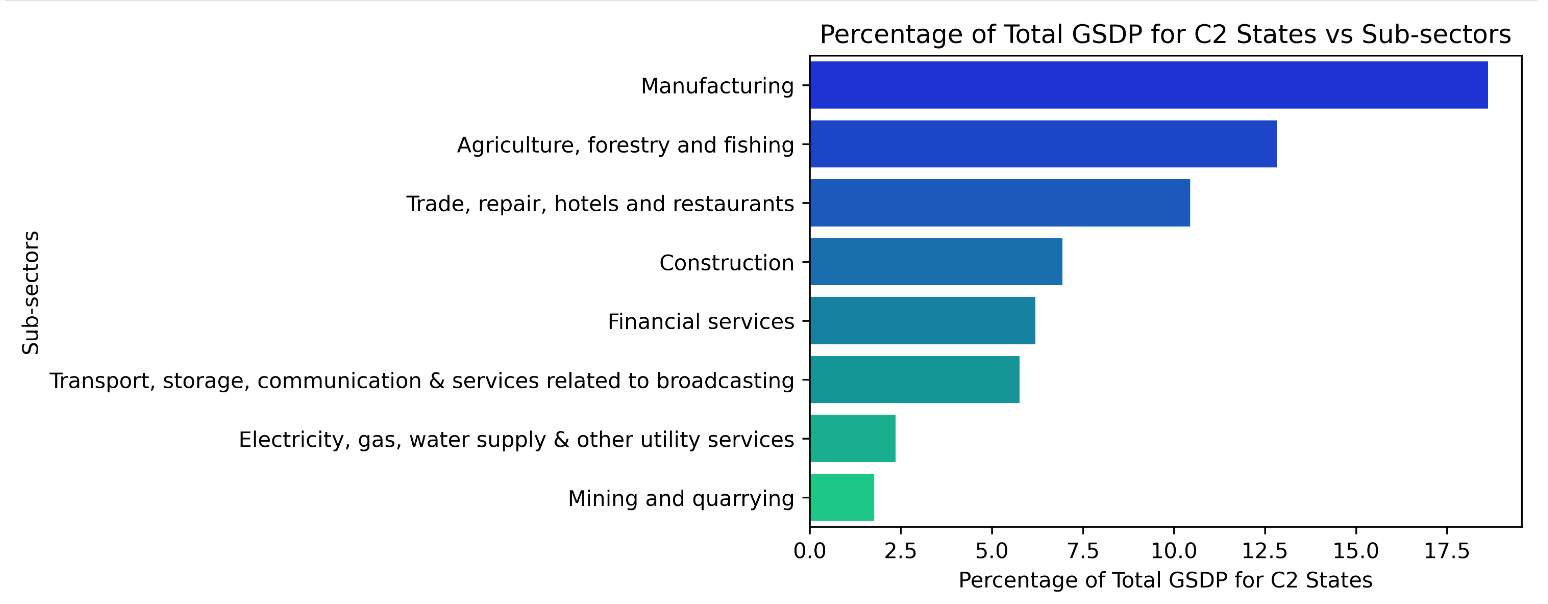 Percentage of Total GSDP for C2 States vs Sub-sectors
Sub-sectors
Manufacturing
Agriculture, forestry and fishing
Trade, repair, hotels and restaurants
Construction
Financial services
Transport, storage, communication & services related to broadcasting
Electricity, gas, water supply & other utility services
Mining and quarrying
0.0 2.5 5.0 7.5 10.0 12.5 15.0 17.5
Percentage of Total GSDP for C2 States